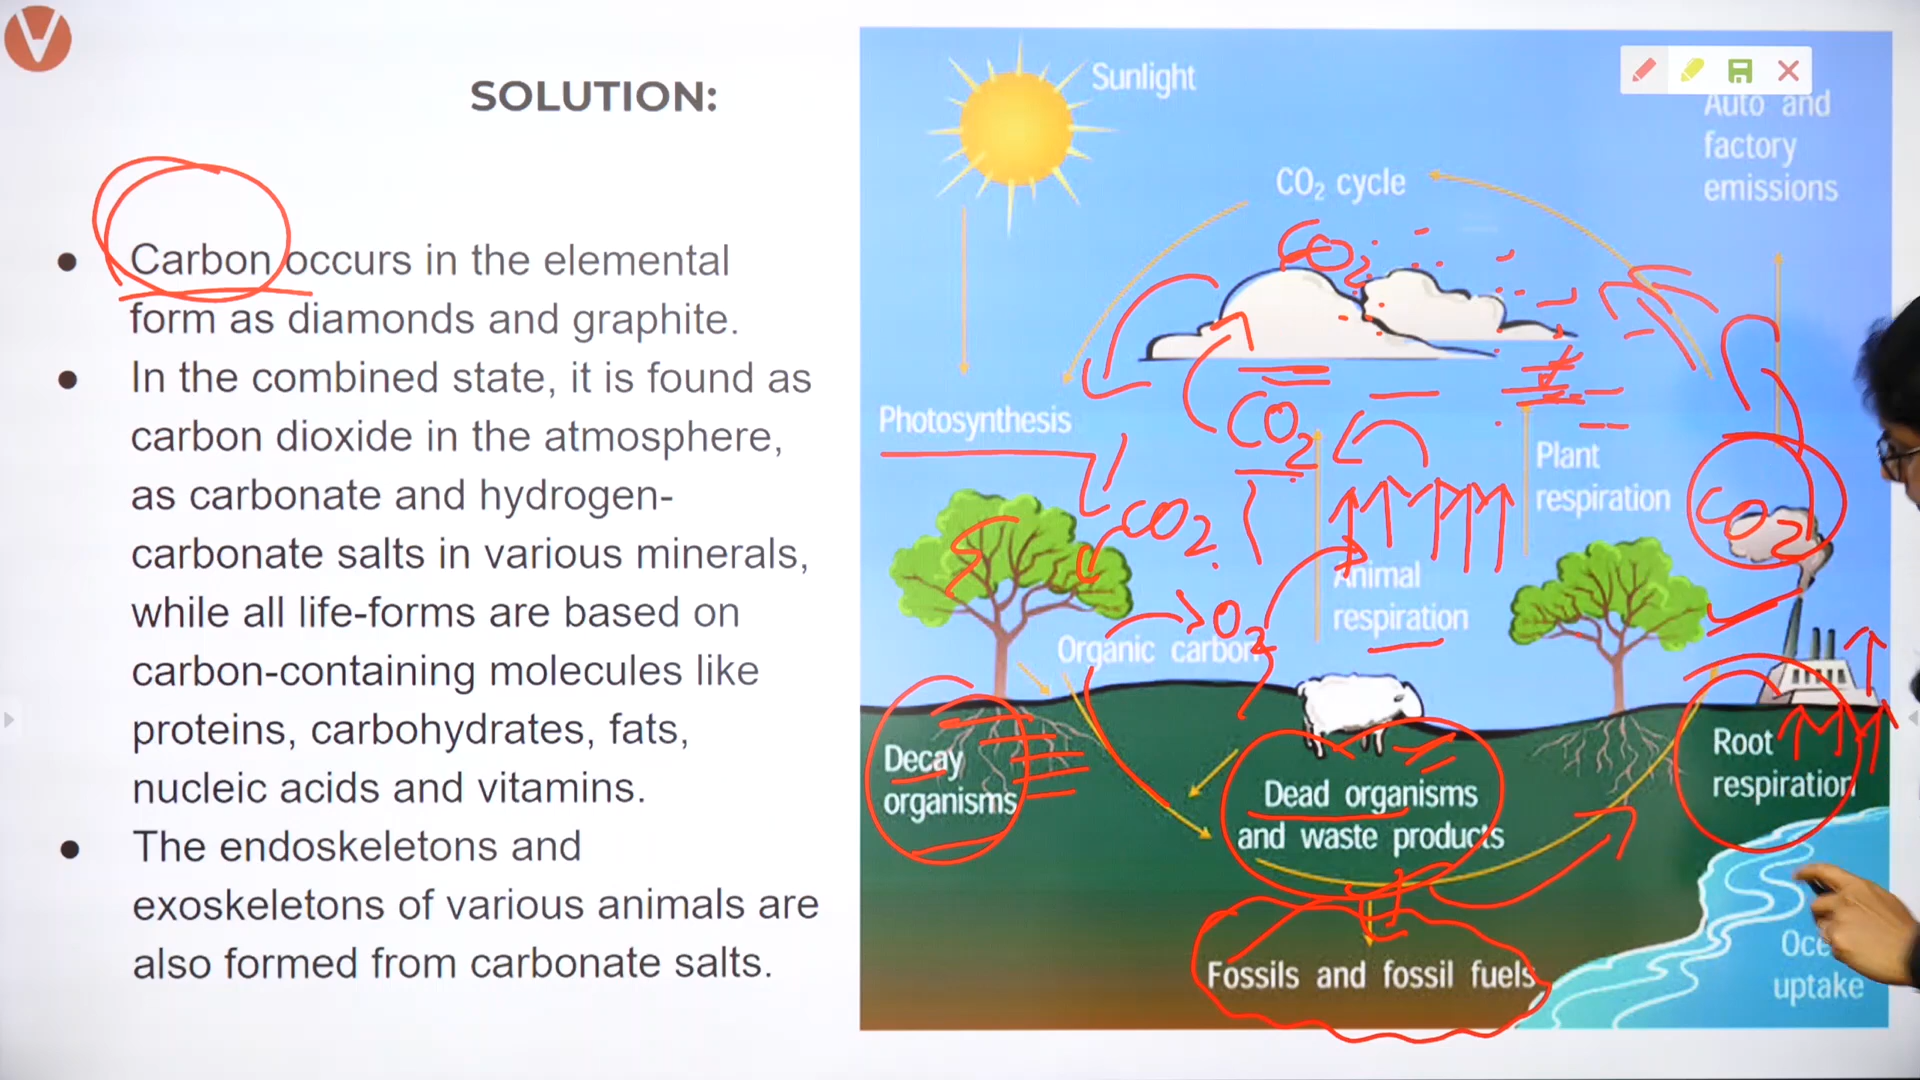 SOLUTION:
● Carbon occurs in the elemental
form as diamonds and graphite.
● In the combined state, it is found as
carbon dioxide in the atmosphere,
as carbonate and hydrogen-
carbonate salts in various minerals,
while all life-forms are based on
carbon-containing molecules like
proteins, carbohydrates, fats,
nucleic acids and vitamins.
● The endoskeletons and
exoskeletons of various animals are
also formed from carbonate salts.
Sunlight
Auto and
factory
emissions
CO₂ cycle
CO₂
Photosynthesis
CO₂
Plant
respiration
CO₂
CO₂
Animal
respiration
O₂
Organic carbon
Decay
organisms
Dead organisms
and waste products
Root
respiration
Fossils and fossil fuels
uptake